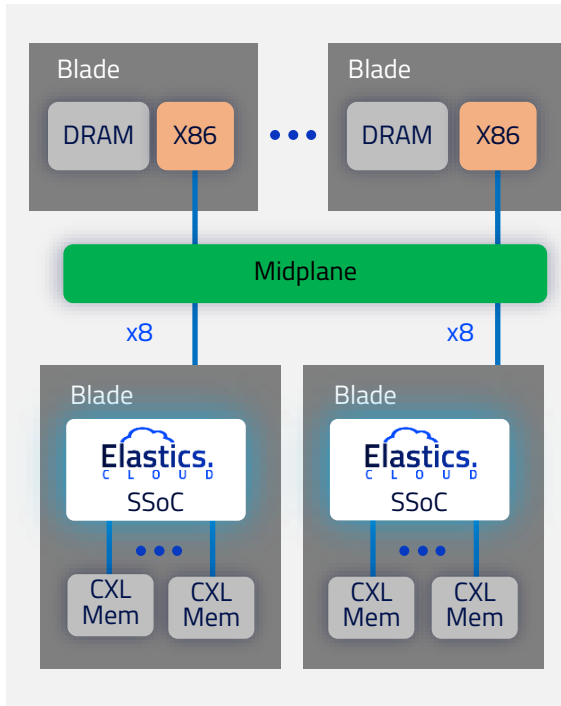 Blade
Blade
DRAM
X86
DRAM
X86
Midplane
x8
x8
Blade
Blade
Elastics.
CLOUD
SSoC
Elastics.
CLOUD
SSoC
CXL
Mem
CXL
Mem
CXL
Mem
CXL
Mem